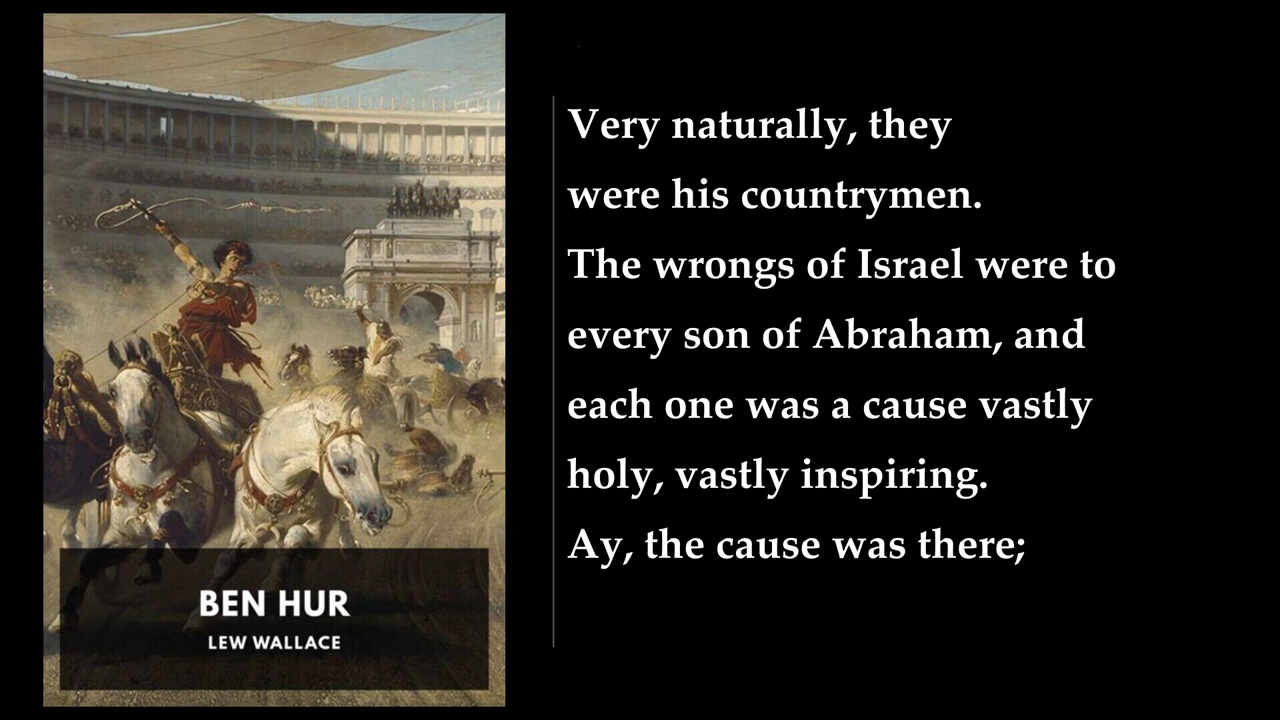 BEN HUR
LEW WALLACE
Very naturally, they
were his countrymen.
The wrongs of Israel were to
every son of Abraham, and
each one was a cause vastly
holy, vastly inspiring.
Ay, the cause was there;